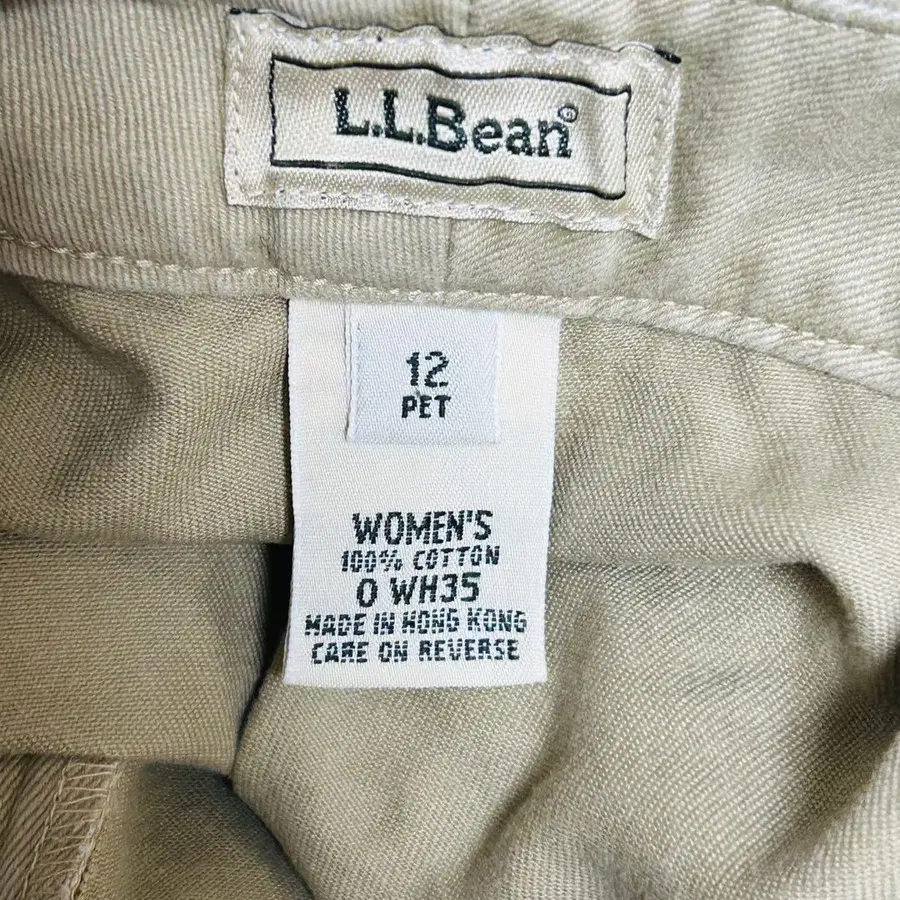 L.L.Bean®
12
PET
WOMEN'S
100% COTTON
0 WH35
MADE IN HONG KONG
CARE ON REVERSE